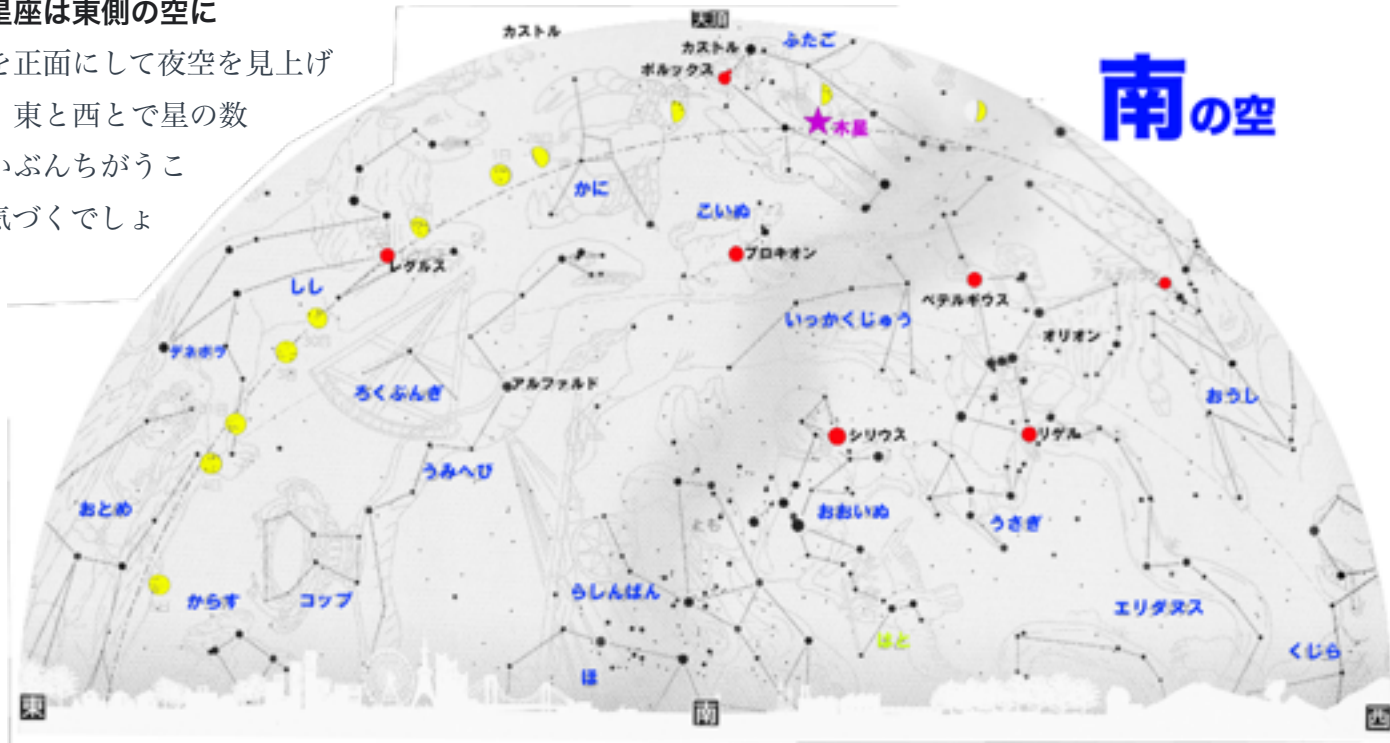 星座は東側の空に
を正面にして夜空を見上げ
、東と西とで星の数
いぶんちがうこ
気づくでしょ
南の空
天頂
カストル
カストル
ふたご
ポルックス
木星
かに
こいぬ
プロキオン
レグルス
しし
ベテルギウス
いっかくじゅう
オリオン
デネボラ
アルファルド
ろくぶんぎ
おうし
シリウス
リゲル
うみへび
おとめ
とも
おおいぬ
うさぎ
からす
コップ
らしんばん
エリダヌス
はと
くじら
ほ
東
南
西